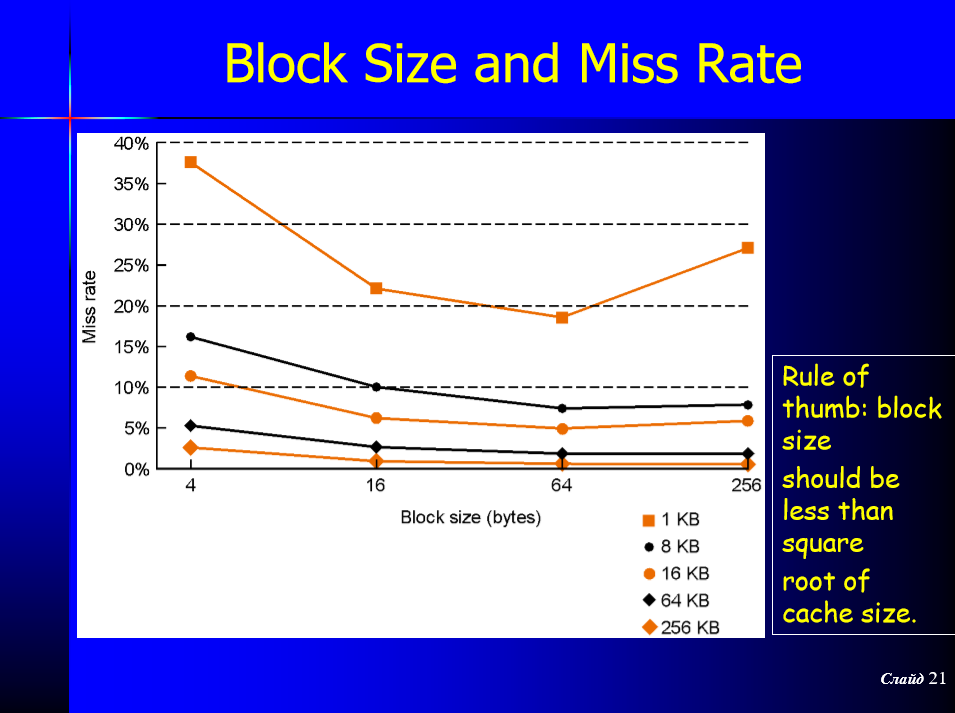 Block Size and Miss Rate
40%
35%
30%
25%
20%
15%
10%
5%
0%
Miss rate
4 16 64 256
Block size (bytes)
1 KB
8 KB
16 KB
64 KB
256 KB
Rule of
thumb: block
size
should be
less than
square
root of
cache size.
Слайд 21